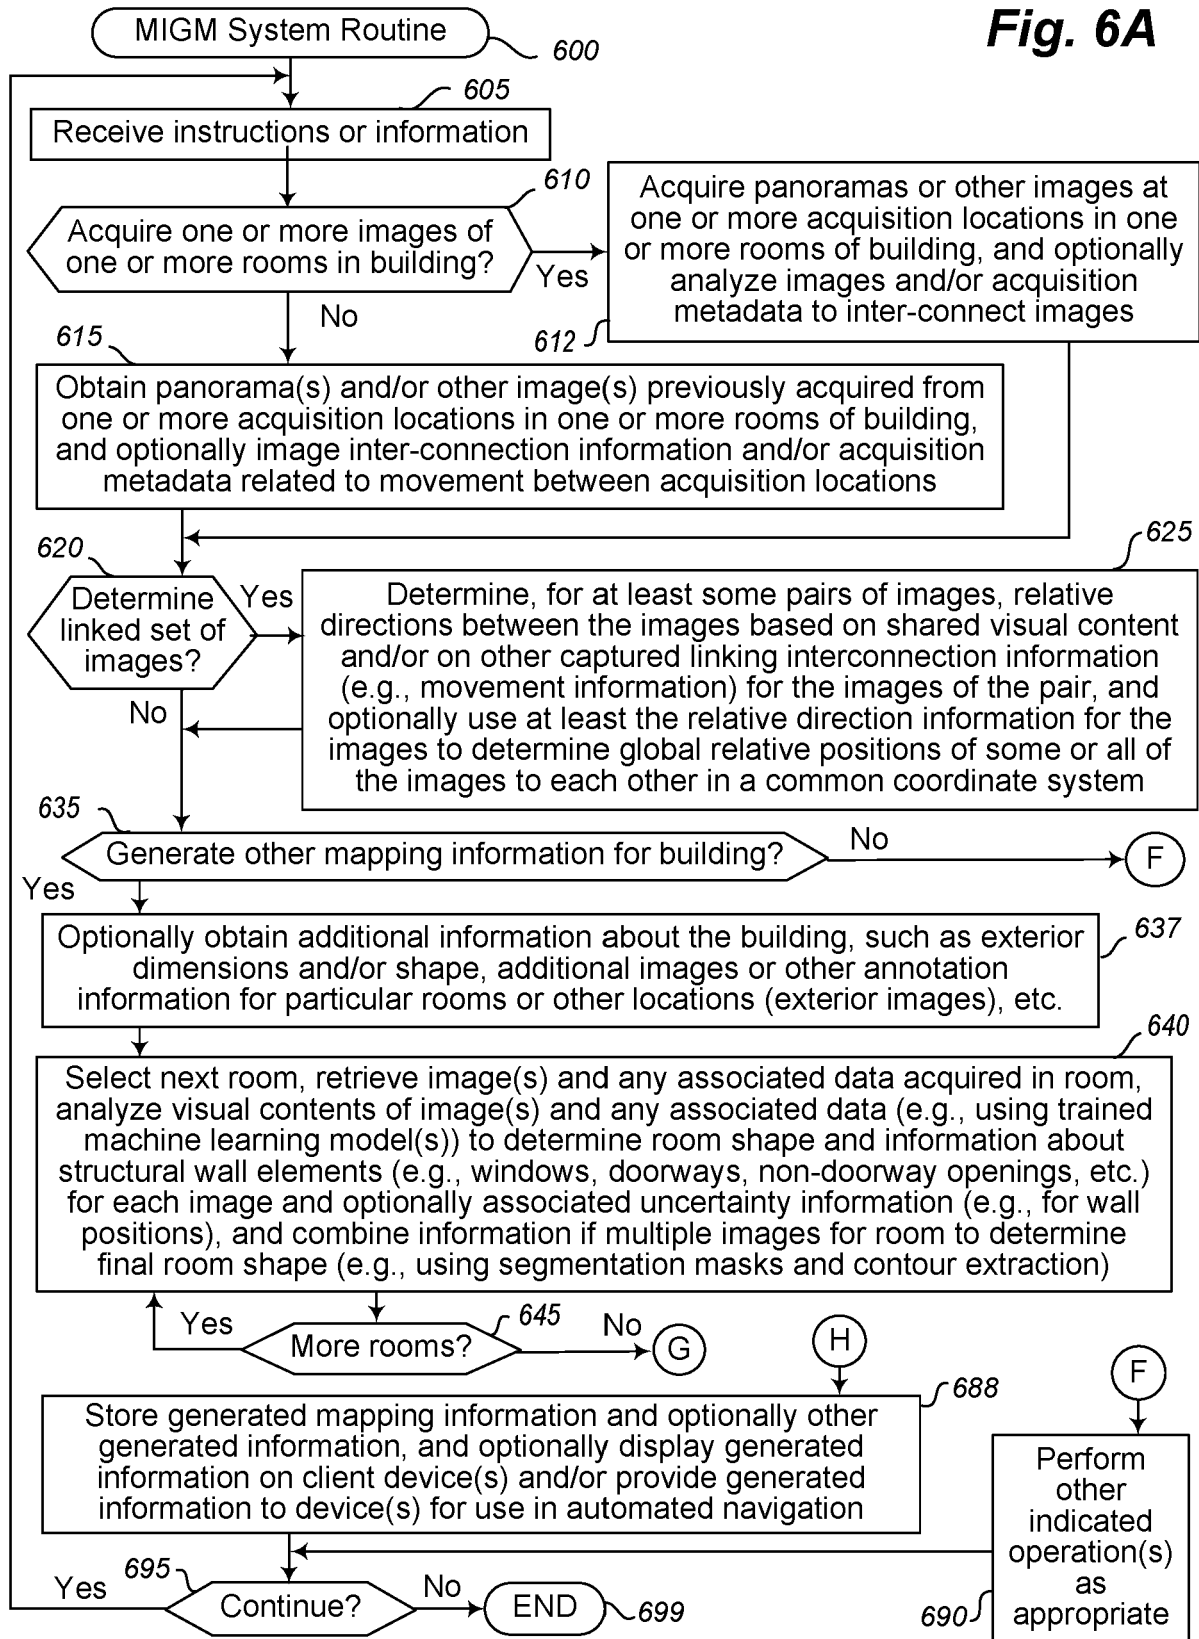 Fig. 6A
MIGM System Routine
600
605
Receive instructions or information
610
Acquire one or more images of
one or more rooms in building?
Yes
No
Acquire panoramas or other images at
one or more acquisition locations in one
or more rooms of building, and optionally
analyze images and/or acquisition
metadata to inter-connect images
612
615
Obtain panorama(s) and/or other image(s) previously acquired from
one or more acquisition locations in one or more rooms of building,
and optionally image inter-connection information and/or acquisition
metadata related to movement between acquisition locations
620
Determine
linked set of
images?
Yes
No
625
Determine, for at least some pairs of images, relative
directions between the images based on shared visual content
and/or on other captured linking interconnection information
(e.g., movement information) for the images of the pair, and
optionally use at least the relative direction information for the
images to determine global relative positions of some or all of
the images to each other in a common coordinate system
635
Generate other mapping information for building?
No
F
Yes
637
Optionally obtain additional information about the building, such as exterior
dimensions and/or shape, additional images or other annotation
information for particular rooms or other locations (exterior images), etc.
640
Select next room, retrieve image(s) and any associated data acquired in room,
analyze visual contents of image(s) and any associated data (e.g., using trained
machine learning model(s)) to determine room shape and information about
structural wall elements (e.g., windows, doorways, non-doorway openings, etc.)
for each image and optionally associated uncertainty information (e.g., for wall
positions), and combine information if multiple images for room to determine
final room shape (e.g., using segmentation masks and contour extraction)
Yes
More rooms?
645
No
G
H
F
688
Store generated mapping information and optionally other
generated information, and optionally display generated
information on client device(s) and/or provide generated
information to device(s) for use in automated navigation
Perform
other
indicated
operation(s)
as
appropriate
690
695
Yes
Continue?
No
END
699